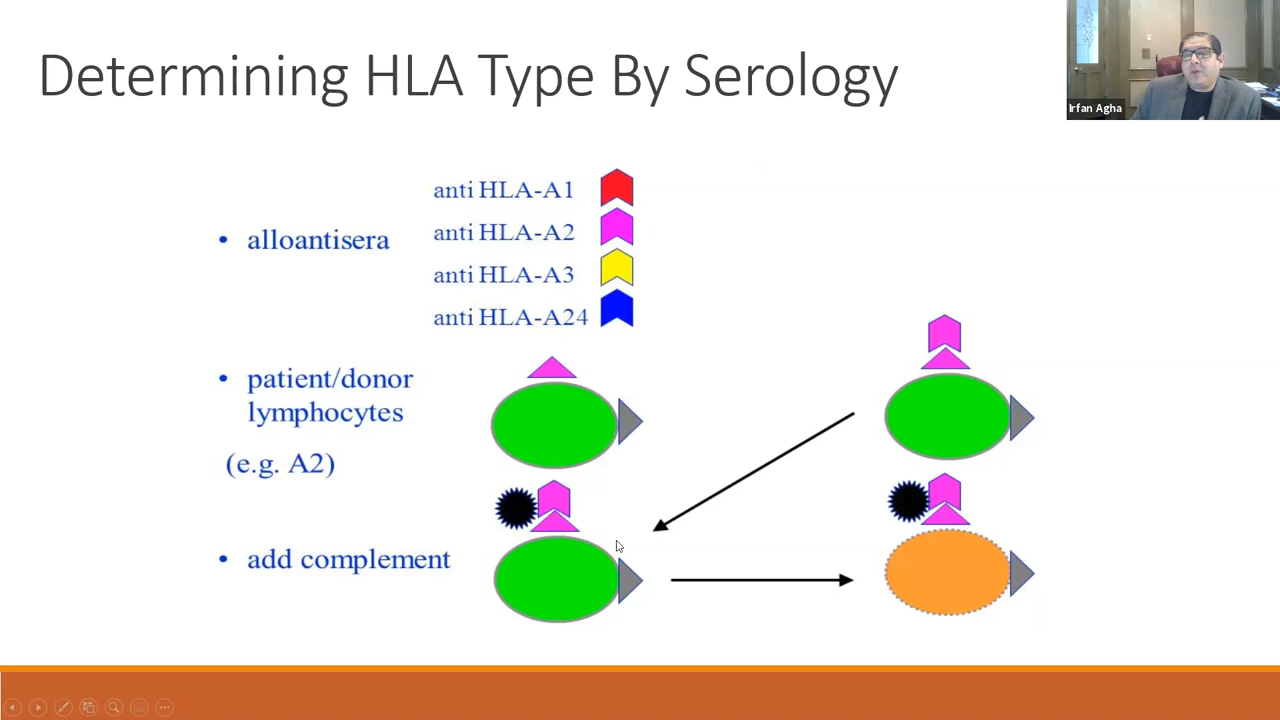 Determining HLA Type By Serology
Irfan Agha
anti HLA-A1
anti HLA-A2
• alloantisera
anti HLA-A3
anti HLA-A24
• patient/donor
lymphocytes
(e.g. A2)
• add complement